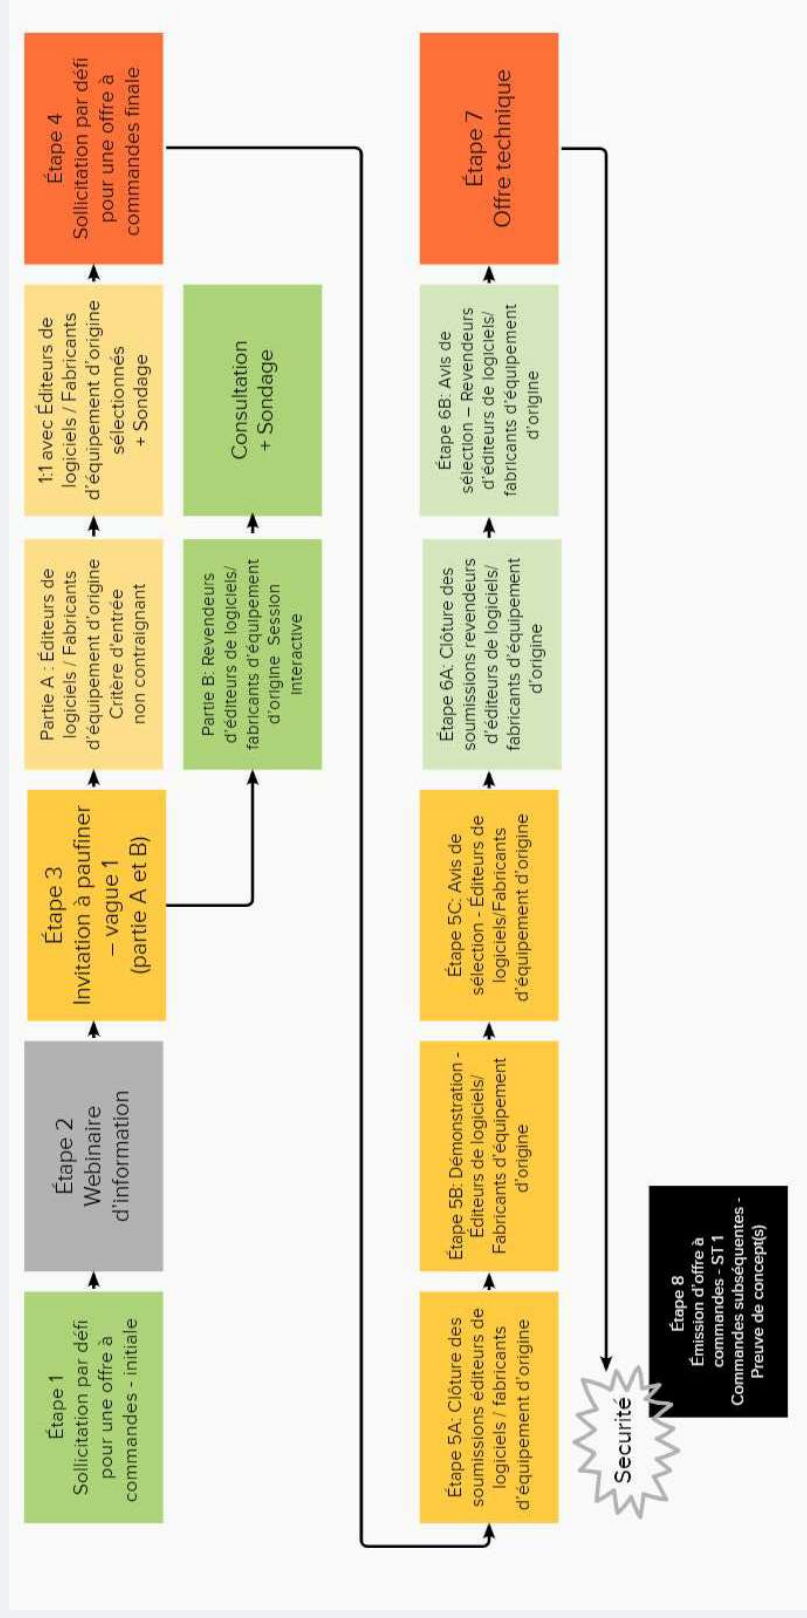 Étape 1
Sollicitation par défi
pour une offre à
commandes - initiale
Étape 2
Webinaire
d'information
Étape 3
Invitation à paufiner
– vague 1
(partie A et B)
Partie A : Éditeurs de
logiciels / Fabricants
d'équipement d'origine
Critère d'entrée
non contraignant
1:1 avec Éditeurs de
logiciels / Fabricants
d'équipement d'origine
sélectionnés
+ Sondage
Étape 4
Sollicitation par défi
pour une offre à
commandes finale
Partie B: Revendeurs
d'éditeurs de logiciels/
fabricants d'équipement
d'origine Session
Interactive
Consultation
+ Sondage
Étape 5A: Clôture des
soumissions éditeurs de
logiciels / fabricants
d'équipement d'origine
Étape 5B: Démonstration -
Éditeurs de logiciels/
Fabricants d'équipement
d'origine
Étape 5C: Avis de
sélection - Éditeurs de
logiciels/Fabricants
d'équipement d'origine
Étape 6A: Clôture des
soumissions revendeurs
d'éditeurs de logiciels/
fabricants d'équipement
d'origine
Étape 6B: Avis de
sélection – Revendeurs
d'éditeurs de logiciels/
fabricants d'équipement
d'origine
Étape 7
Offre technique
Securité
Étape 8
Émission d'offre à
commandes - ST1
Commandes subséquentes -
Preuve de concept(s)